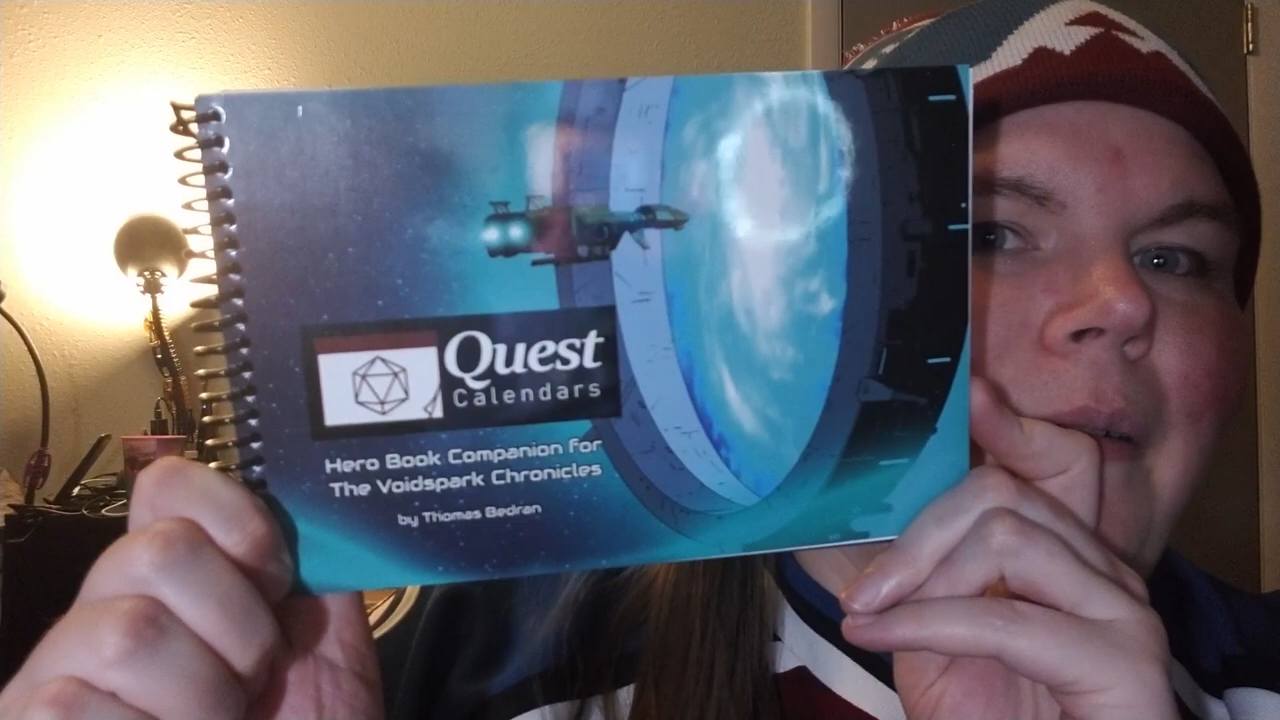 Quest
Calendars
Hero Book Companion for
The Voidspark Chronicles
by Thomas Bedran